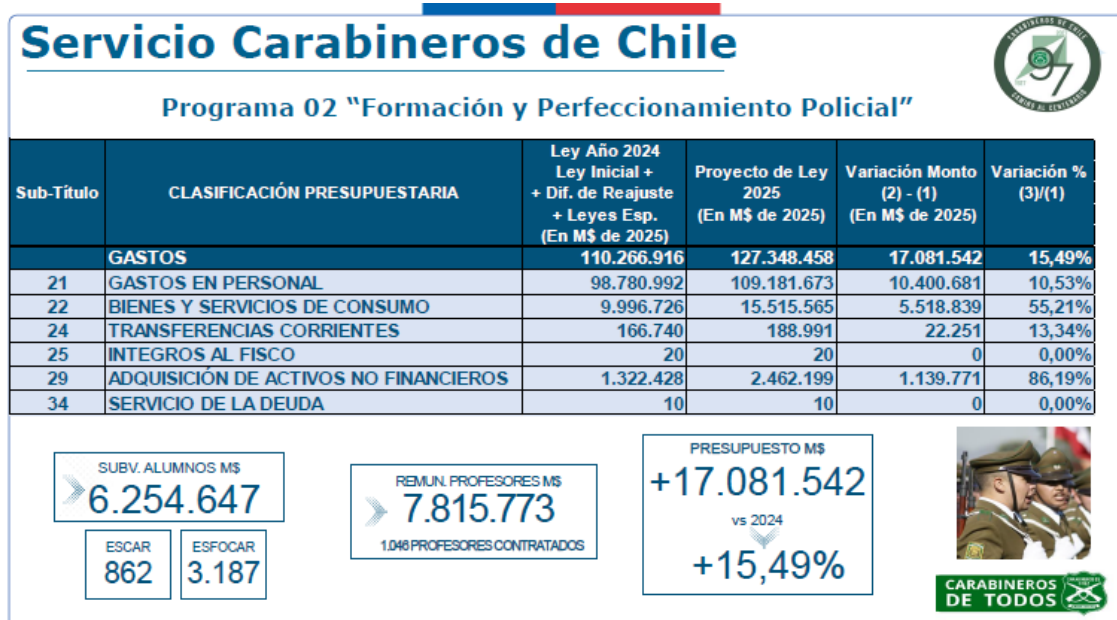 Servicio Carabineros de Chile
CARABINEROS DE CHILE
97
CAMINO AL CENTENARIO
Programa 02 “Formación y Perfeccionamiento Policial”
Sub-Título | CLASIFICACIÓN PRESUPUESTARIA | Ley Año 2024 Ley Inicial + + Dif. de Reajuste + Leyes Esp. (En M$ de 2025) | Proyecto de Ley 2025 (En M$ de 2025) | Variación Monto (2) - (1) (En M$ de 2025) | Variación % (3)/(1)
GASTOS 110.266.916 127.348.458 17.081.542 15,49%
21 GASTOS EN PERSONAL 98.780.992 109.181.673 10.400.681 10,53%
22 BIENES Y SERVICIOS DE CONSUMO 9.996.726 15.515.565 5.518.839 55,21%
24 TRANSFERENCIAS CORRIENTES 166.740 188.991 22.251 13,34%
25 INTEGROS AL FISCO 20 20 0 0,00%
29 ADQUISICIÓN DE ACTIVOS NO FINANCIEROS 1.322.428 2.462.199 1.139.771 86,19%
34 SERVICIO DE LA DEUDA 10 10 0 0,00%
SUBV. ALUMNOS M$
6.254.647
ESCAR
862
ESFOCAR
3.187
REMUN. PROFESORES M$
7.815.773
1.046 PROFESORES CONTRATADOS
PRESUPUESTO M$
+17.081.542
vs 2024
+15,49%
CARABINEROS
DE TODOS